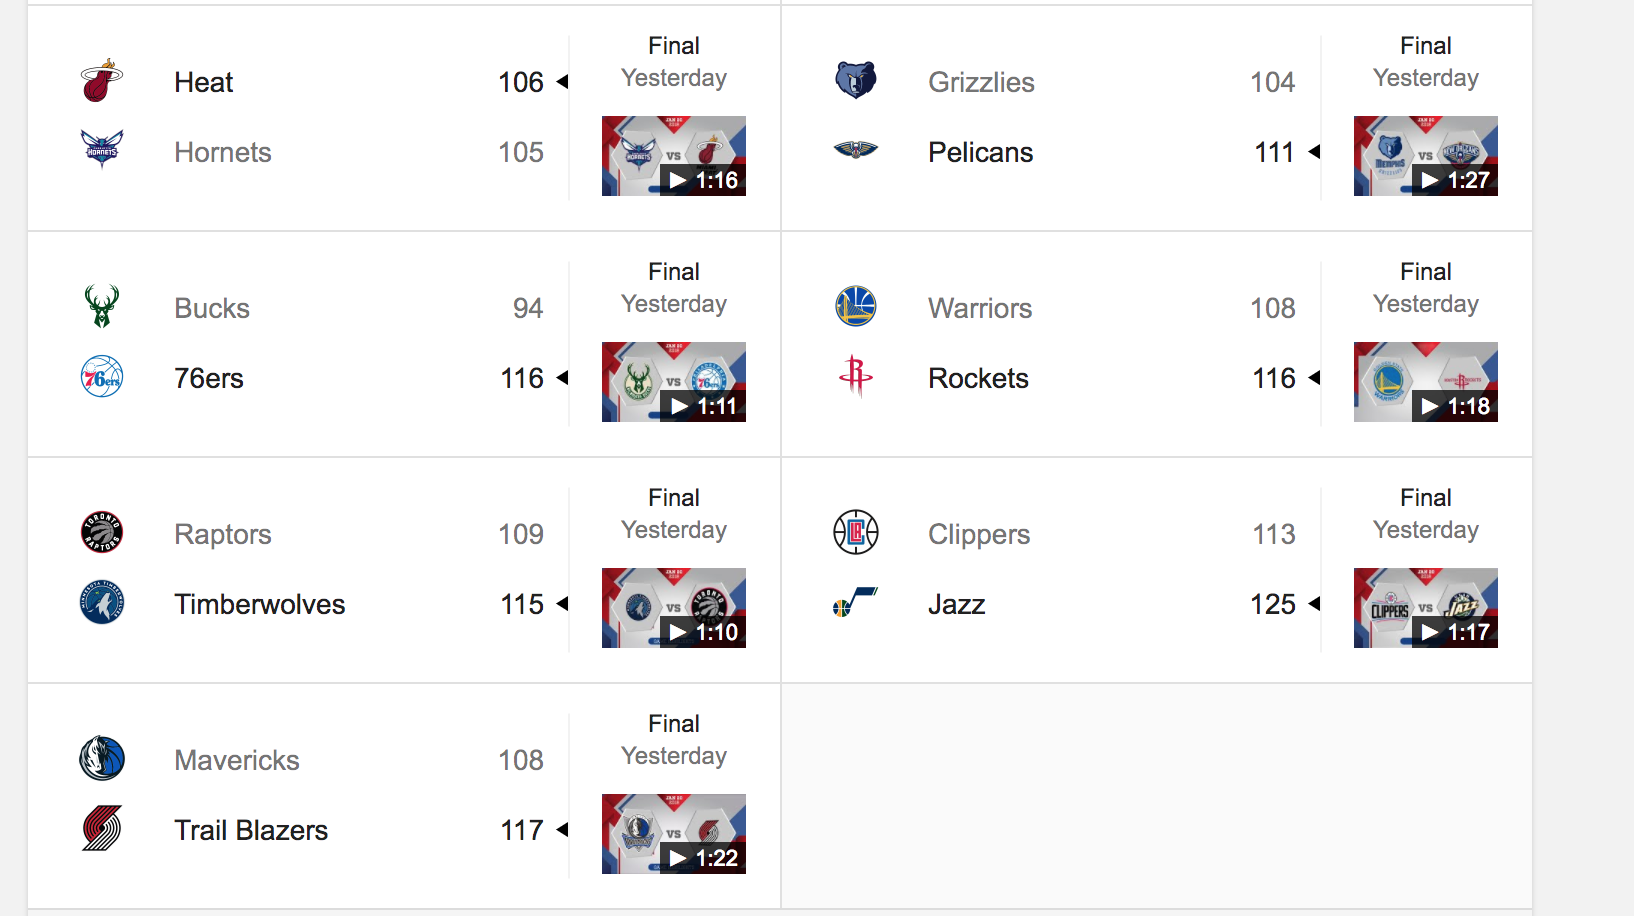 Final
Yesterday
Heat 106
Hornets 105
VS
1:16
Final
Yesterday
Grizzlies 104
Pelicans 111
VS
1:27
Final
Yesterday
Bucks 94
76ers 116
VS
1:11
Final
Yesterday
Warriors 108
Rockets 116
1:18
Final
Yesterday
Raptors 109
Timberwolves 115
VS
1:10
Final
Yesterday
Clippers 113
Jazz 125
CLIPPERS VS JAZZ
1:17
Final
Yesterday
Mavericks 108
Trail Blazers 117
VS
1:22